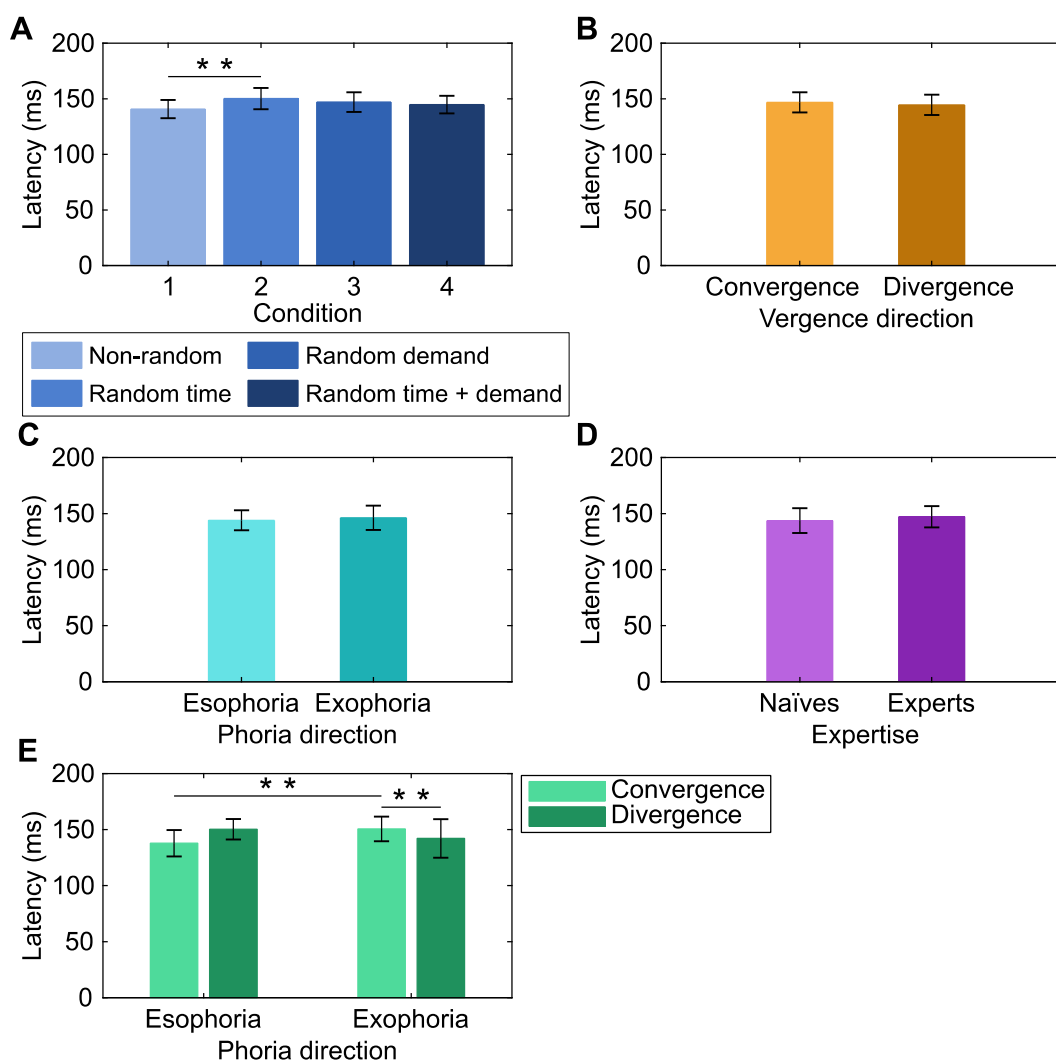 A
200
150
100
50
0
Latency (ms)
* *
1 2 3 4
Condition
Non-random
Random demand
Random time
Random time + demand
B
200
150
100
50
0
Latency (ms)
Convergence Divergence
Vergence direction
C
200
150
100
50
0
Latency (ms)
Esophoria Exophoria
Phoria direction
D
200
150
100
50
0
Latency (ms)
Naïves Experts
Expertise
E
200
150
100
50
0
Latency (ms)
* *
* *
Esophoria Exophoria
Phoria direction
Convergence
Divergence